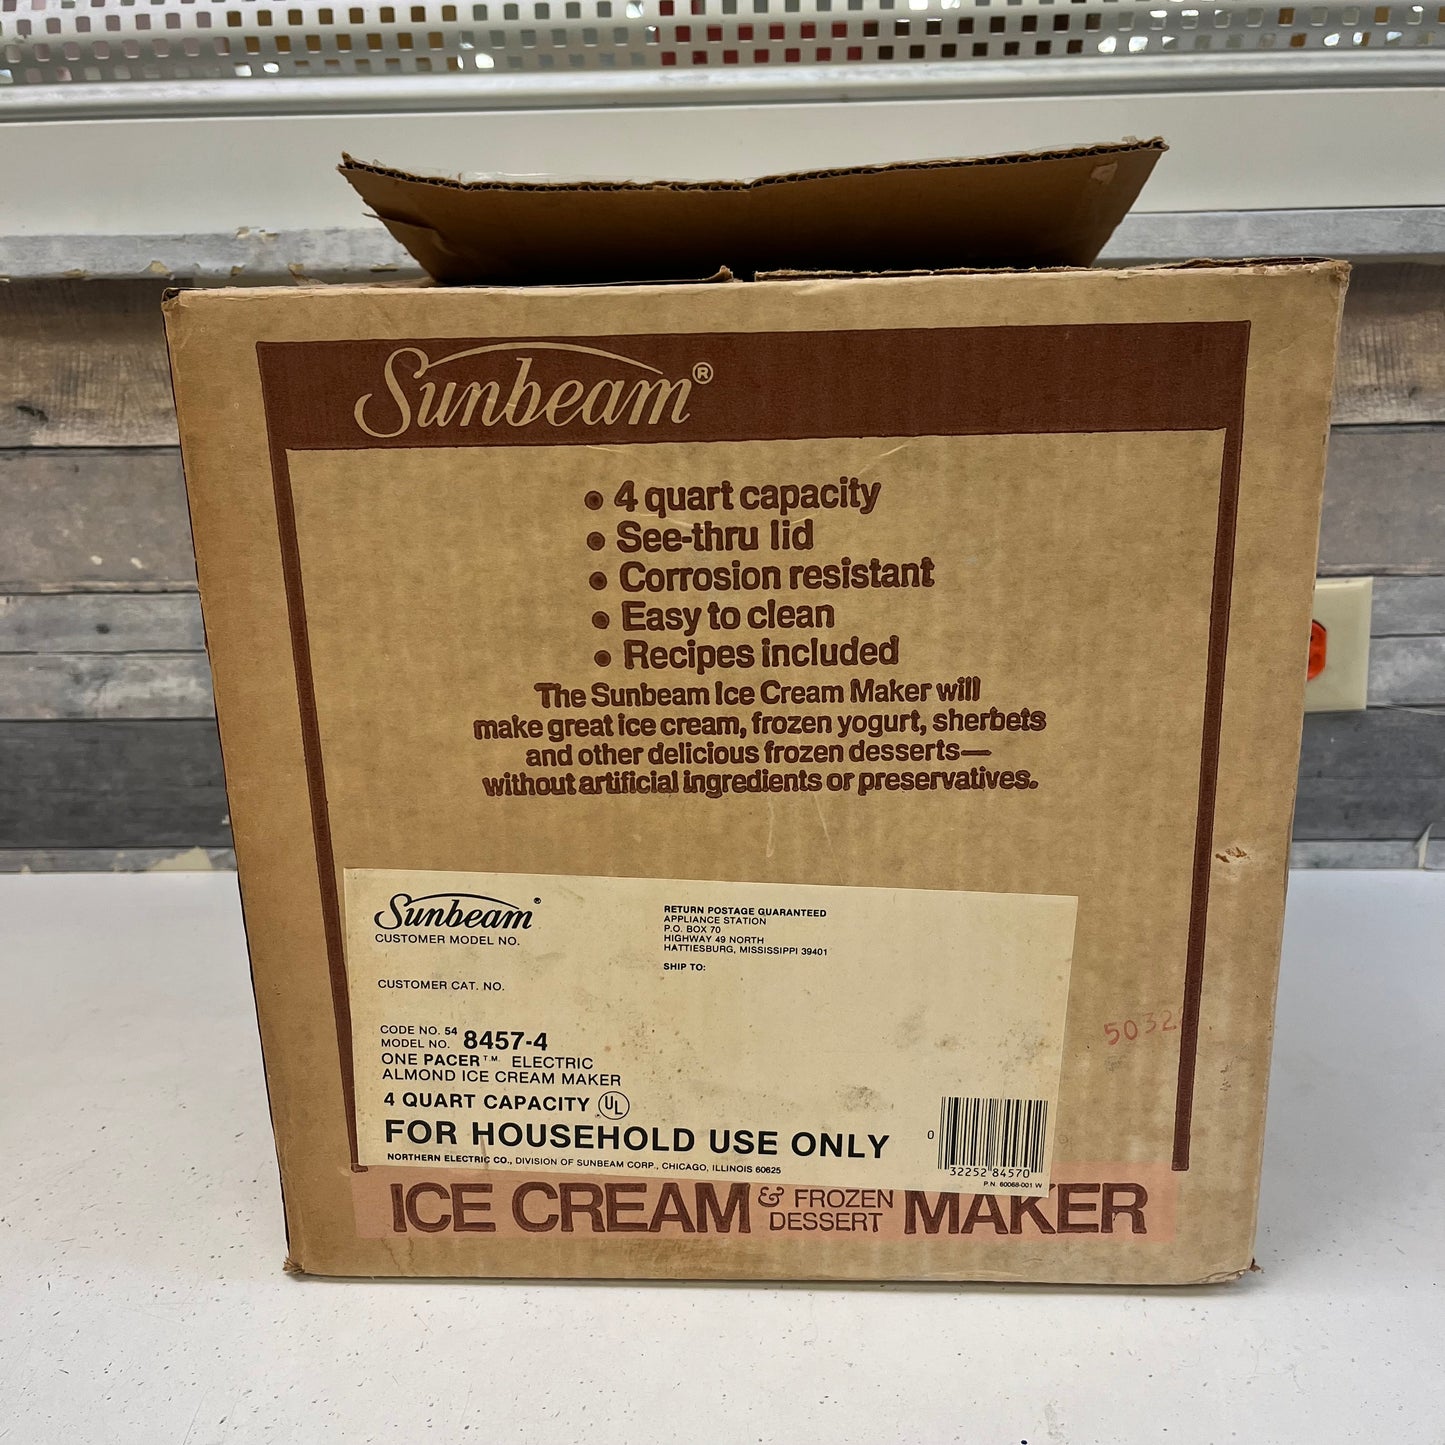 Sunbeam®
• 4 quart capacity
• See-thru lid
• Corrosion resistant
• Easy to clean
• Recipes included
The Sunbeam Ice Cream Maker will
make great ice cream, frozen yogurt, sherbets
and other delicious frozen desserts—
without artificial ingredients or preservatives.
Sunbeam®
CUSTOMER MODEL NO.
CUSTOMER CAT. NO.
RETURN POSTAGE GUARANTEED
APPLIANCE STATION
P.O. BOX 70
HIGHWAY 49 NORTH
HATTIESBURG, MISSISSIPPI 39401
SHIP TO:
CODE NO. 54
MODEL NO. 8457-4
ONE PACER™ ELECTRIC
ALMOND ICE CREAM MAKER
4 QUART CAPACITY UL
FOR HOUSEHOLD USE ONLY
NORTHERN ELECTRIC CO., DIVISION OF SUNBEAM CORP., CHICAGO, ILLINOIS 60625
0 32252 84570
P.N. 60068-001 W
5032
ICE CREAM & FROZEN DESSERT MAKER